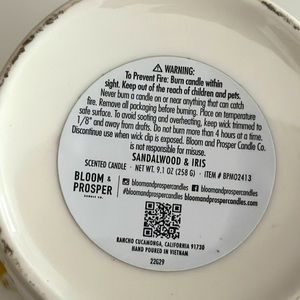 ⚠ WARNING:
To Prevent Fire: Burn candle within
sight. Keep out of the reach of children and pets.
Never burn a candle on or near anything that can catch
fire. Remove all packaging before burning. Place on temperature
safe surface. To avoid sooting and overheating, keep wick trimmed to
1/8" and away from drafts. Do not burn more than 4 hours at a time.
Discontinue use when wick clip is exposed. Bloom and Prosper Candle Co.
is not responsible for misuse.
SANDALWOOD & IRIS
SCENTED CANDLE • NET WT. 9.1 OZ (258 G) • ITEM # BPMO2413
BLOOM &
PROSPER
CANDLE CO.
@bloomandprospercandles bloomandprospercandles
#bloomandprospercandles bloomandprospercandles.com
RANCHO CUCAMONGA, CALIFORNIA 91730
HAND POURED IN VIETNAM
22G29